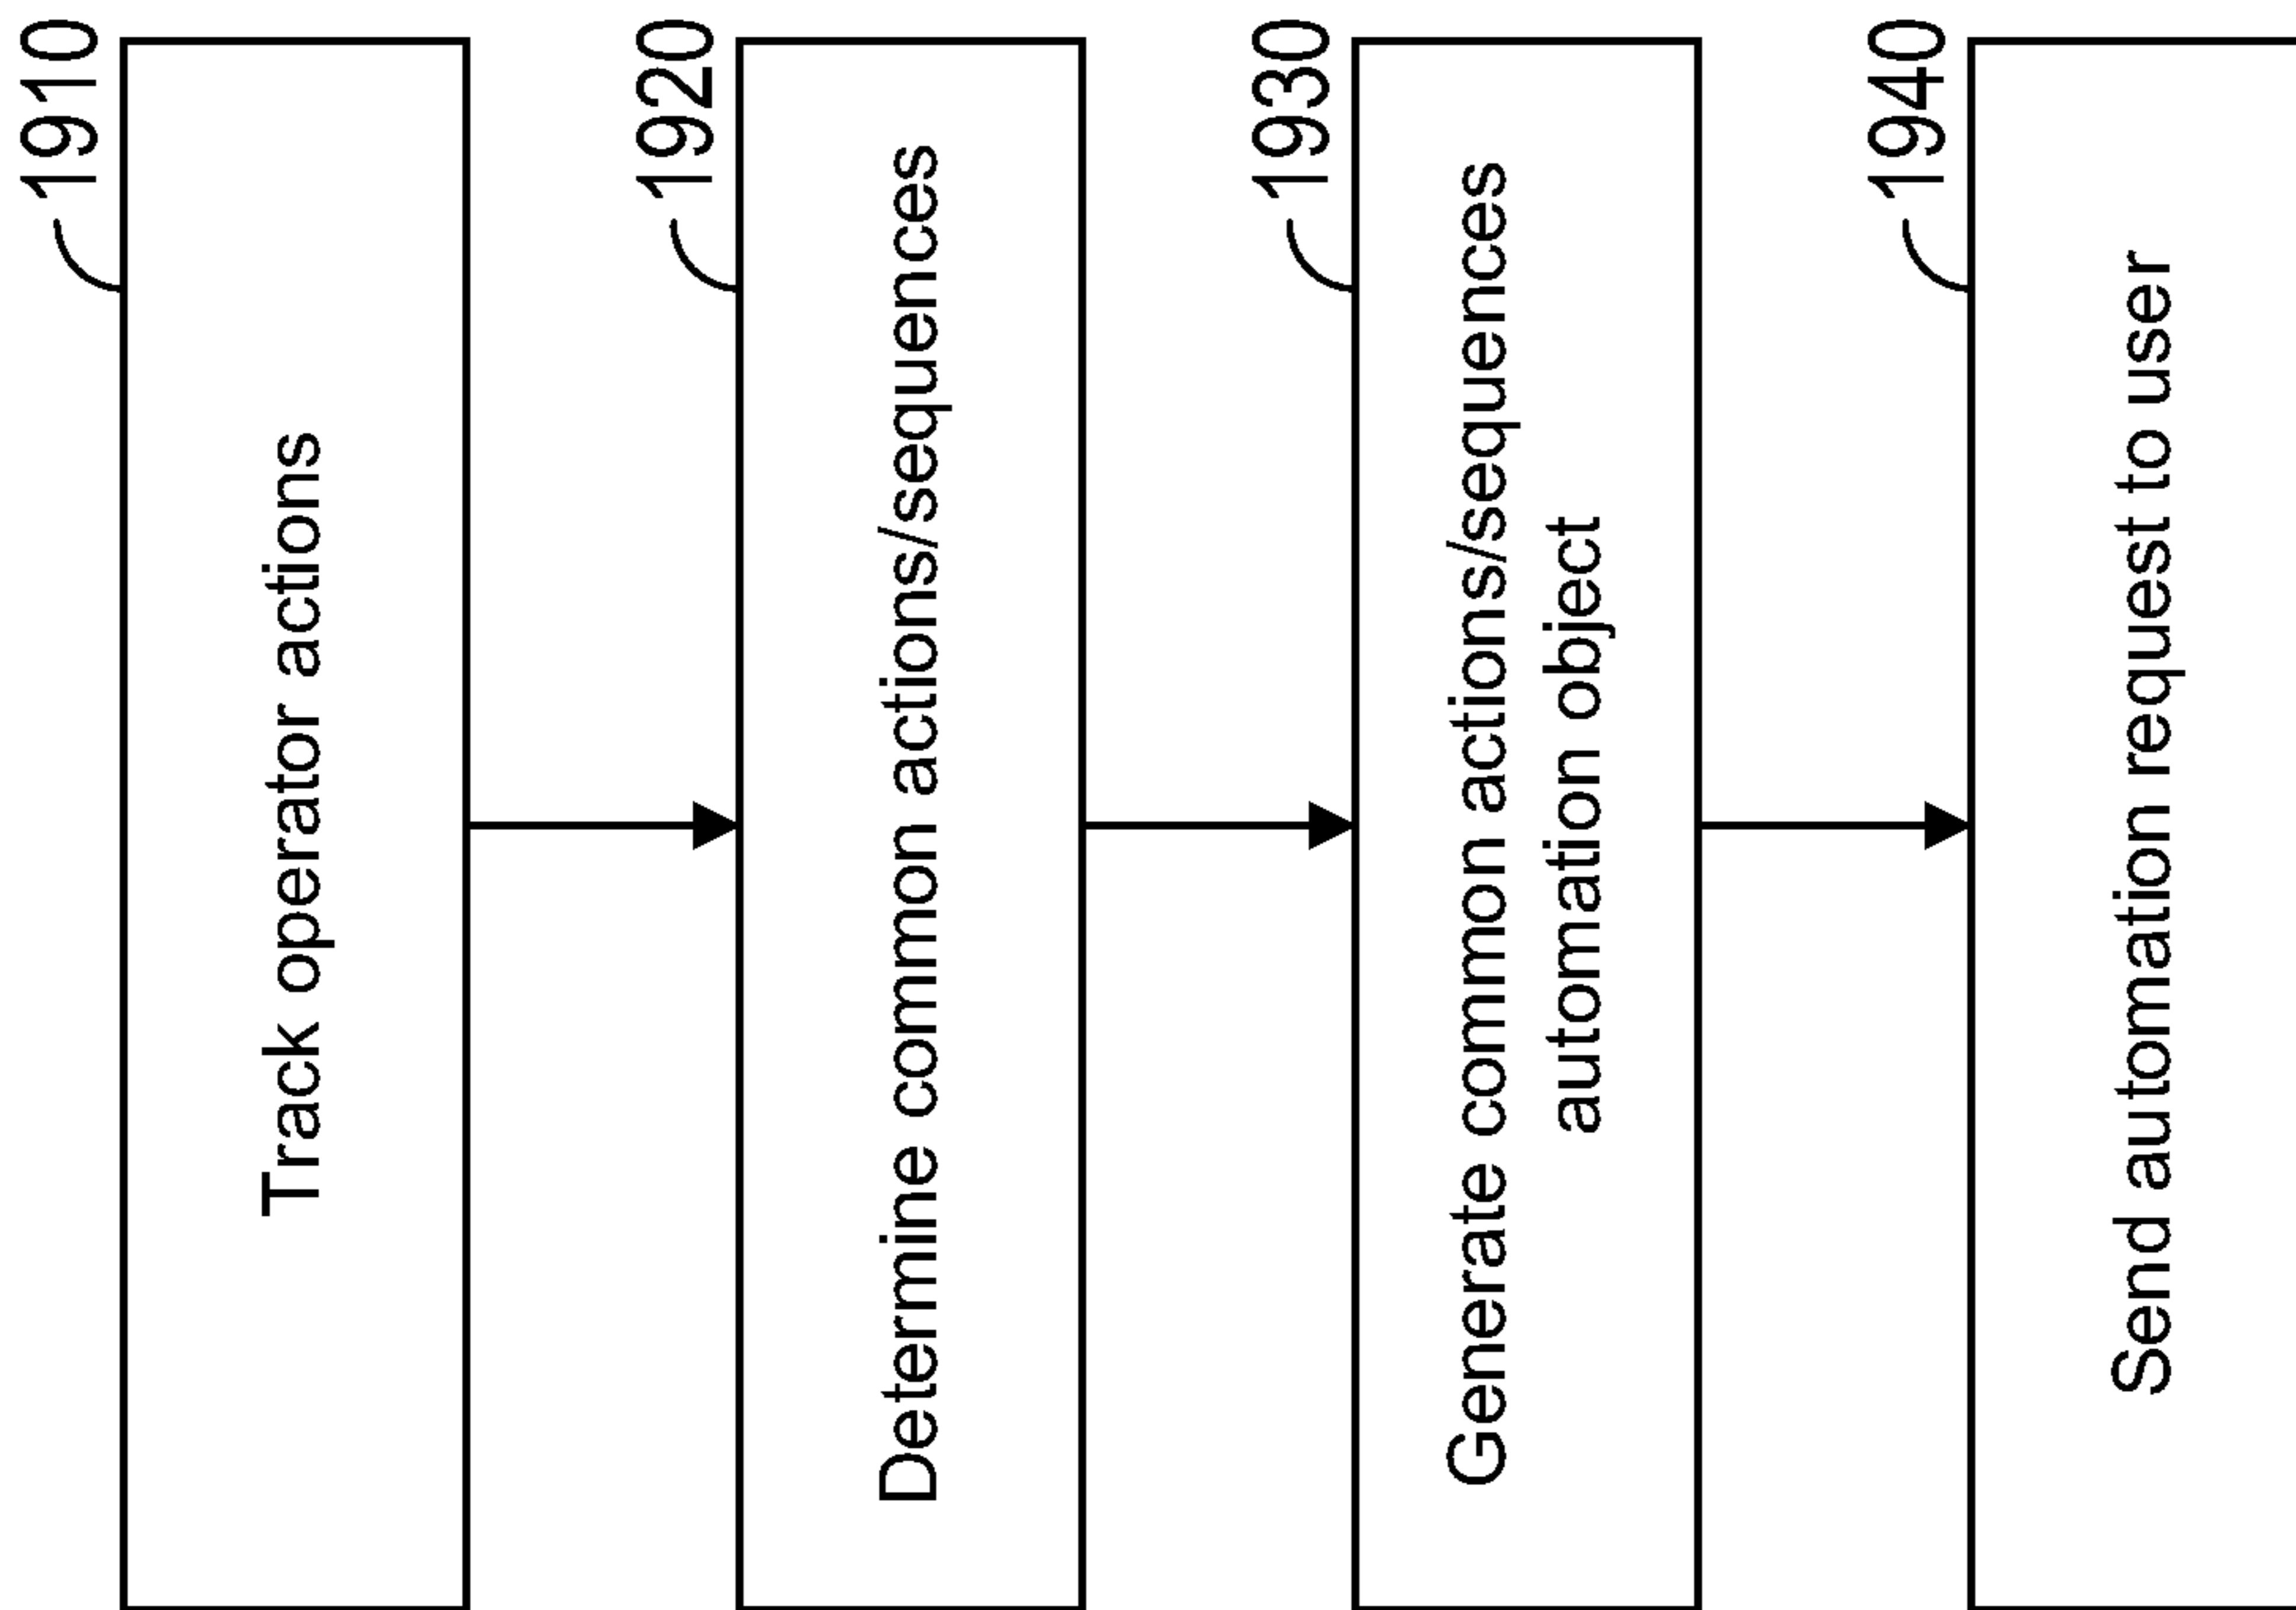 1910
Track operator actions
1920
Determine common actions/sequences
1930
Generate common actions/sequences
automation object
1940
Send automation request to user